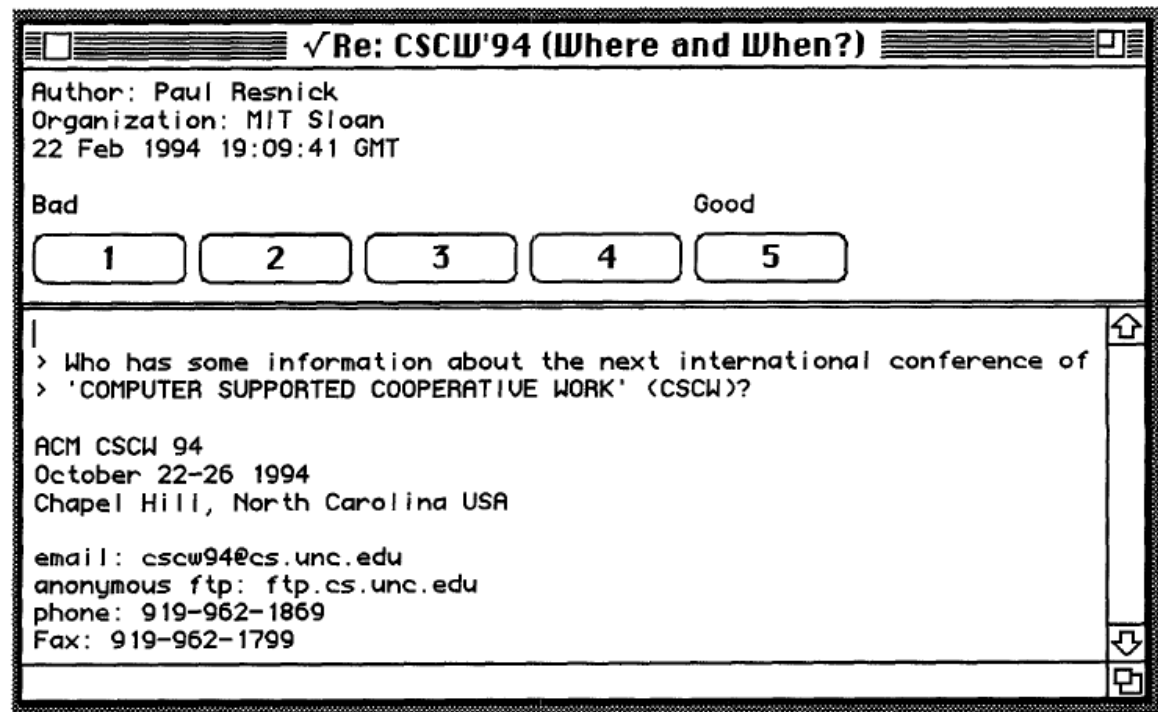 √Re: CSCW'94 (Where and When?)
Author: Paul Resnick
Organization: MIT Sloan
22 Feb 1994 19:09:41 GMT
Bad Good
1 2 3 4 5
> Who has some information about the next international conference of
> 'COMPUTER SUPPORTED COOPERATIVE WORK' (CSCW)?
ACM CSCW 94
October 22-26 1994
Chapel Hill, North Carolina USA
email: cscw94@cs.unc.edu
anonymous ftp: ftp.cs.unc.edu
phone: 919-962-1869
Fax: 919-962-1799